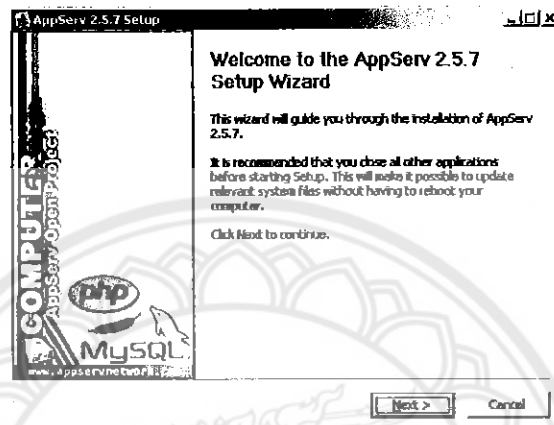 AppServ 2.5.7 Setup
Welcome to the AppServ 2.5.7
Setup Wizard
This wizard will guide you through the installation of AppServ
2.5.7.
It is recommended that you close all other applications
before starting Setup. This will make it possible to update
relevant system files without having to reboot your
computer.
Click Next to continue.
COMPUTER
AppServ Open Project
php
MySQL
www.appservnetwor
Next >
Cancel